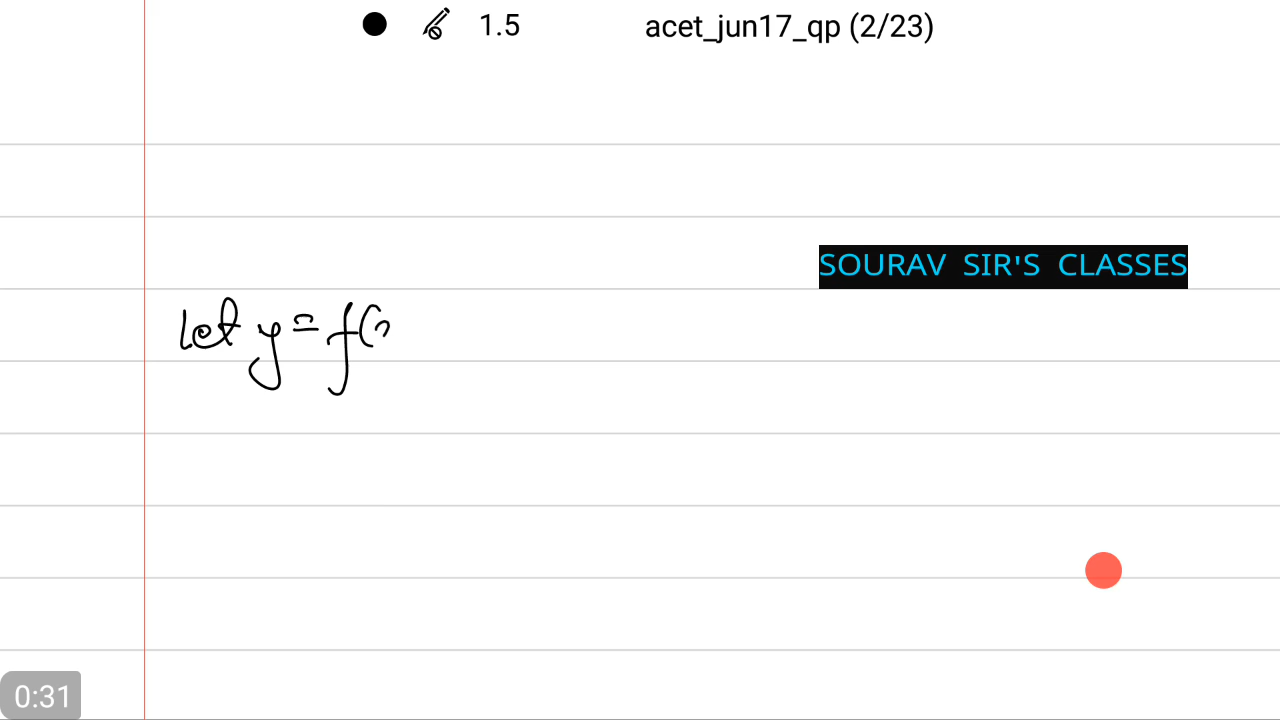 1.5 acet_jun17_qp (2/23)
SOURAV SIR'S CLASSES
let y = f(
0:31